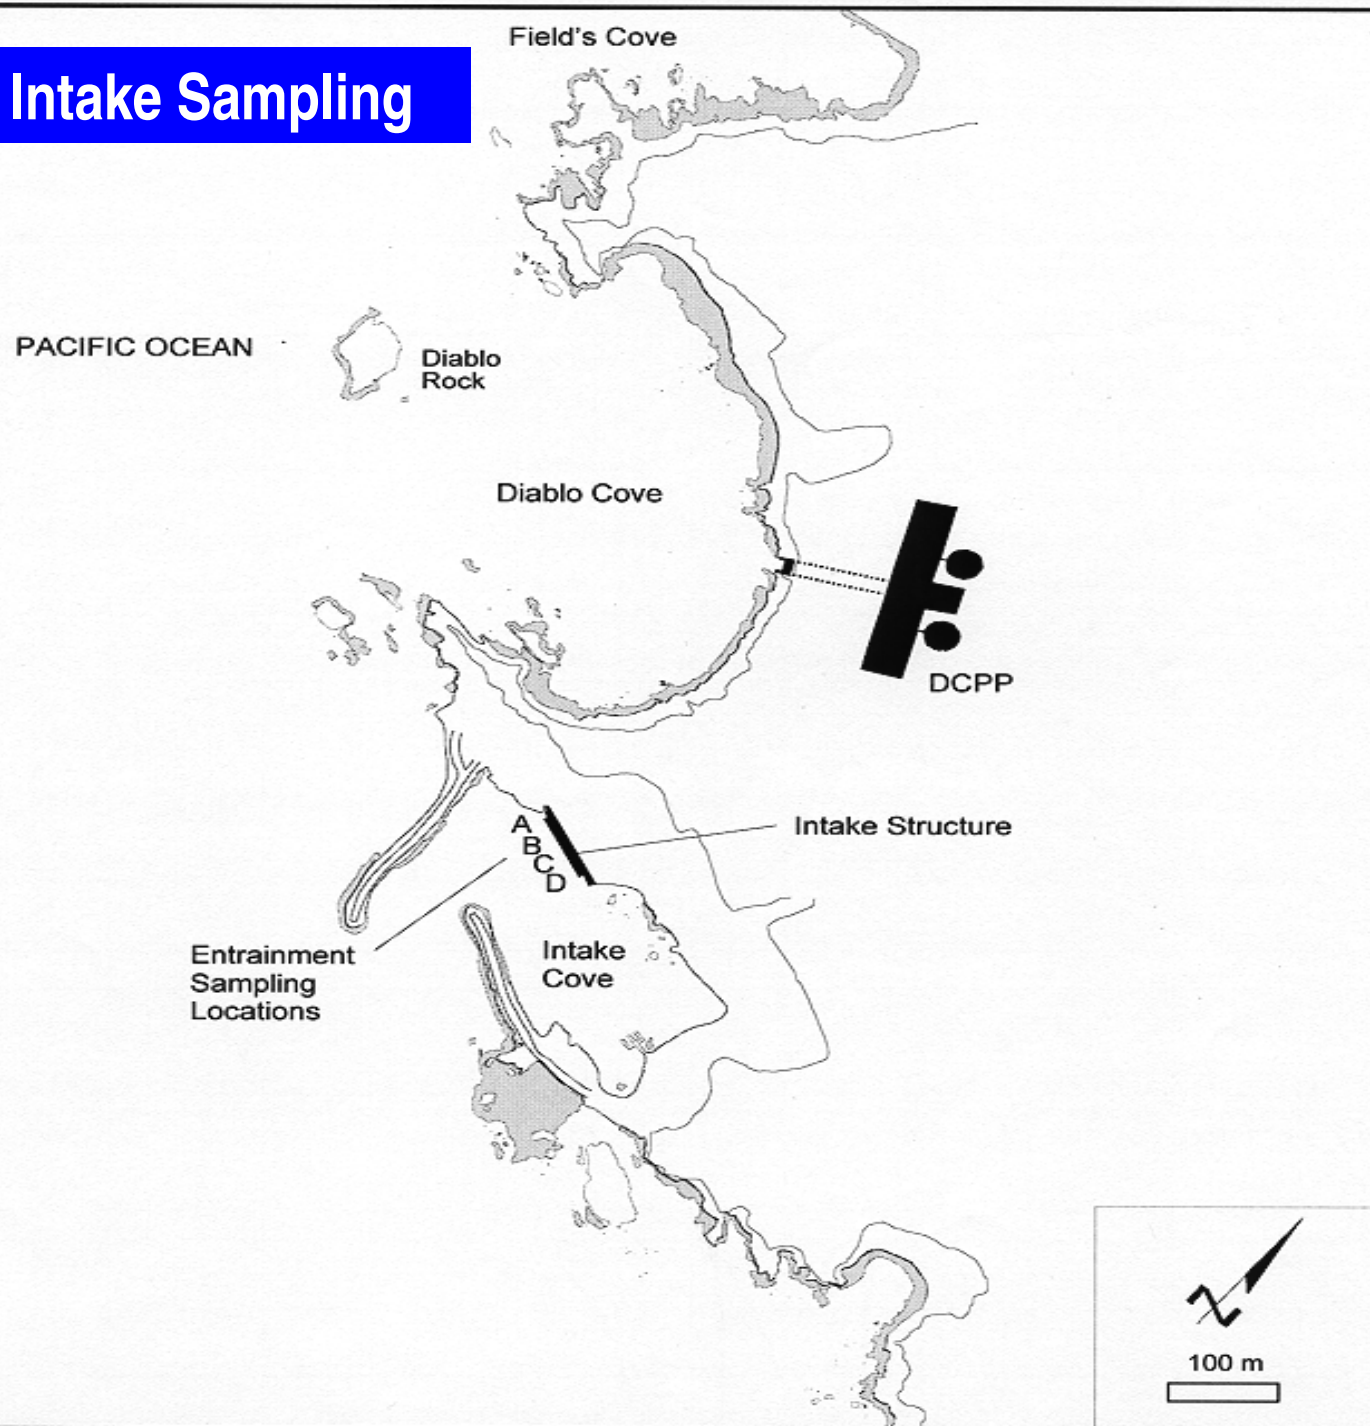 Field's Cove
Intake Sampling
PACIFIC OCEAN
Diablo
Rock
Diablo Cove
DCPP
A
B
C
D
Intake Structure
Entrainment
Sampling
Locations
Intake
Cove
N
100 m